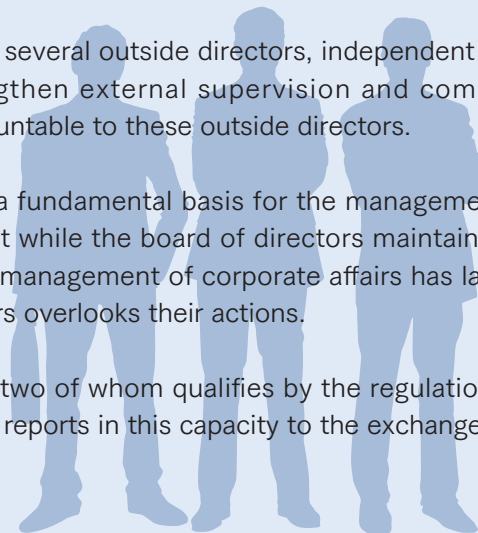 several outside directors, independent
gthen external supervision and com
untable to these outside directors.
a fundamental basis for the manageme
t while the board of directors maintain
management of corporate affairs has la
rs overlooks their actions.
two of whom qualifies by the regulatio
reports in this capacity to the exchange